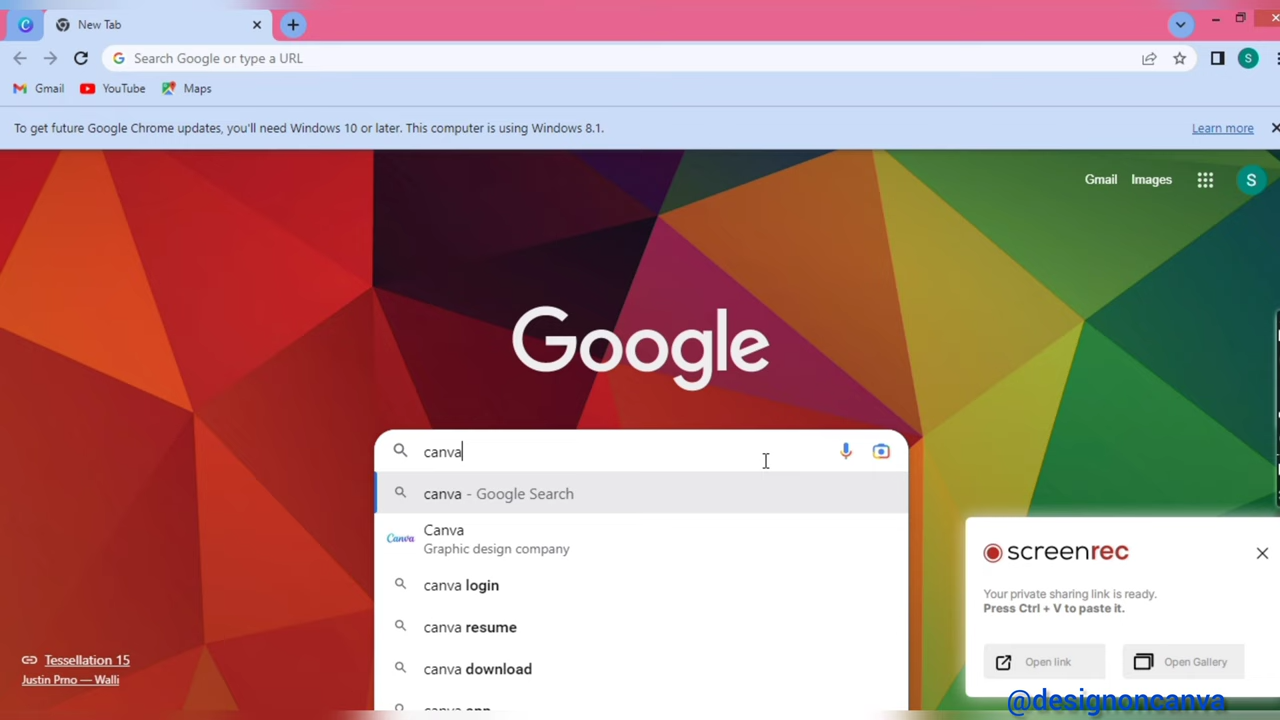 New Tab
Search Google or type a URL
Gmail
YouTube
Maps
To get future Google Chrome updates, you'll need Windows 10 or later. This computer is using Windows 8.1.
Learn more
Gmail
Images
S
S
Google
canva
canva - Google Search
Canva
Canva
Graphic design company
canva login
canva resume
canva download
canva app
screenrec
Your private sharing link is ready.
Press Ctrl + V to paste it.
Open link
Open Gallery
Tessellation 15
Justin Prno — Walli
@designoncanva